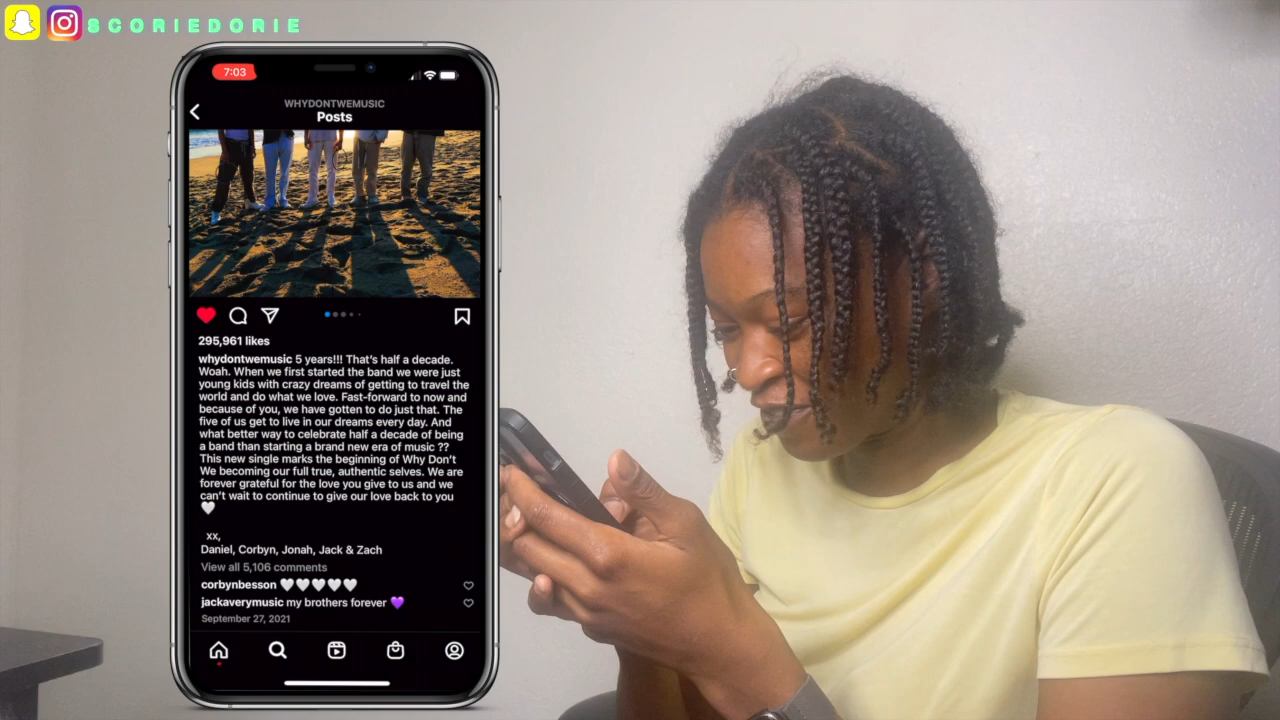 SCORIEDORIE
7:03
WHYDONTWEMUSIC
Posts
295,961 likes
whydontwemusic 5 years!!! That's half a decade.
Woah. When we first started the band we were just
young kids with crazy dreams of getting to travel the
world and do what we love. Fast-forward to now and
because of you, we have gotten to do just that. The
five of us get to live in our dreams every day. And
what better way to celebrate half a decade of being
a band than starting a brand new era of music ??
This new single marks the beginning of Why Don't
We becoming our full true, authentic selves. We are
forever grateful for the love you give to us and we
can't wait to continue to give our love back to you
🤍
xx,
Daniel, Corbyn, Jonah, Jack & Zach
View all 5,106 comments
corbynbesson 🤍🤍🤍🤍🤍
jackaverymusic my brothers forever 💜
September 27, 2021